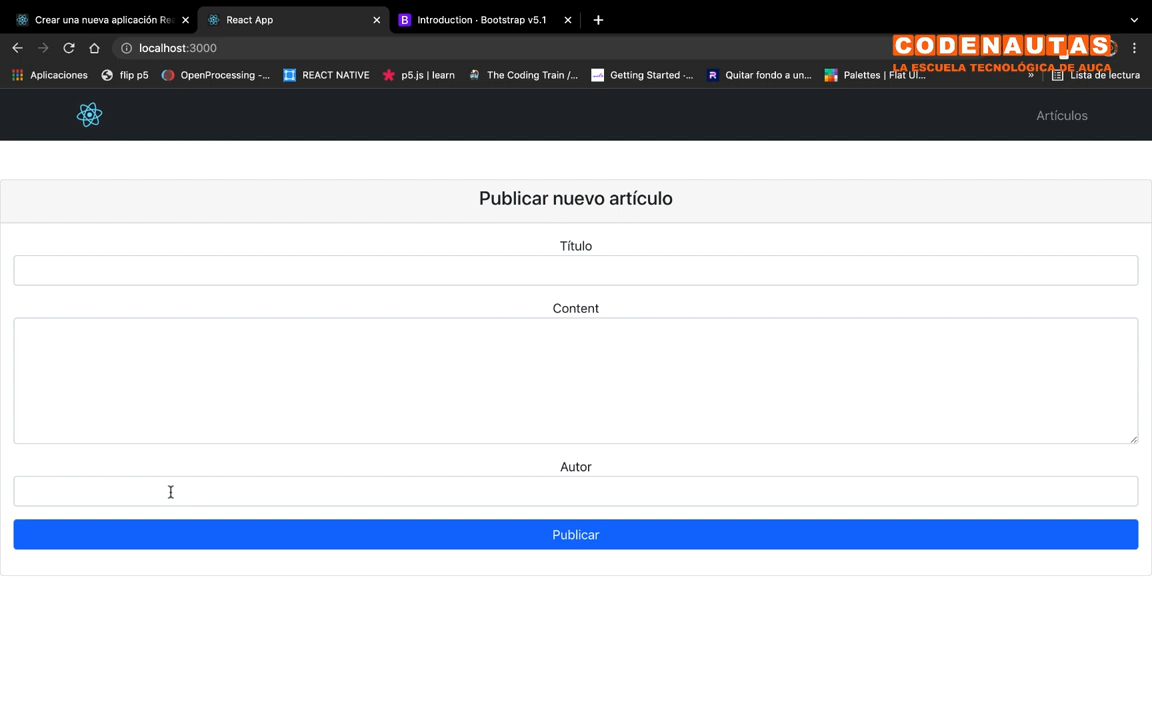 Crear una nueva aplicación Rea
React App
Introduction · Bootstrap v5.1
localhost:3000
CODENAUTAS
LA ESCUELA TECNOLÓGICA DE AUCA
Aplicaciones
flip p5
OpenProcessing -...
REACT NATIVE
p5.js | learn
The Coding Train /...
Getting Started ·...
Quitar fondo a un...
Palettes | Flat UI...
»
Lista de lectura
Artículos
Publicar nuevo artículo
Título
Content
Autor
Publicar